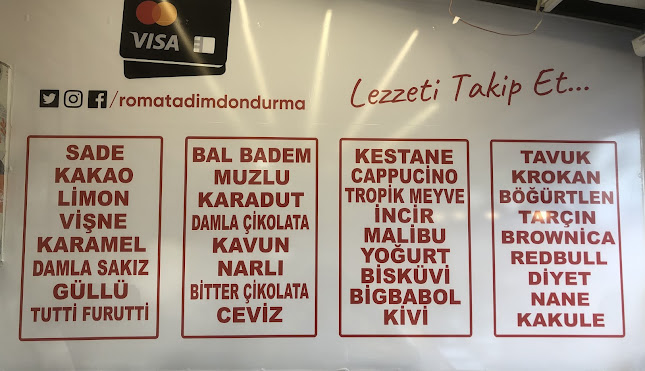 VISA
/romatadimdondurma
Lezzeti Takip Et...
SADE
KAKAO
LİMON
VİŞNE
KARAMEL
DAMLA SAKIZ
GÜLLÜ
TUTTİ FURUTTİ
BAL BADEM
MUZLU
KARADUT
DAMLA ÇİKOLATA
KAVUN
NARLI
BİTTER ÇİKOLATA
CEVİZ
KESTANE
CAPPUCİNO
TROPİK MEYVE
İNCİR
MALİBU
YOĞURT
BİSKÜVİ
BİGBABOL
KİVİ
TAVUK
KROKAN
BÖĞÜRTLEN
TARÇIN
BROWNİCA
REDBULL
DİYET
NANE
KAKULE